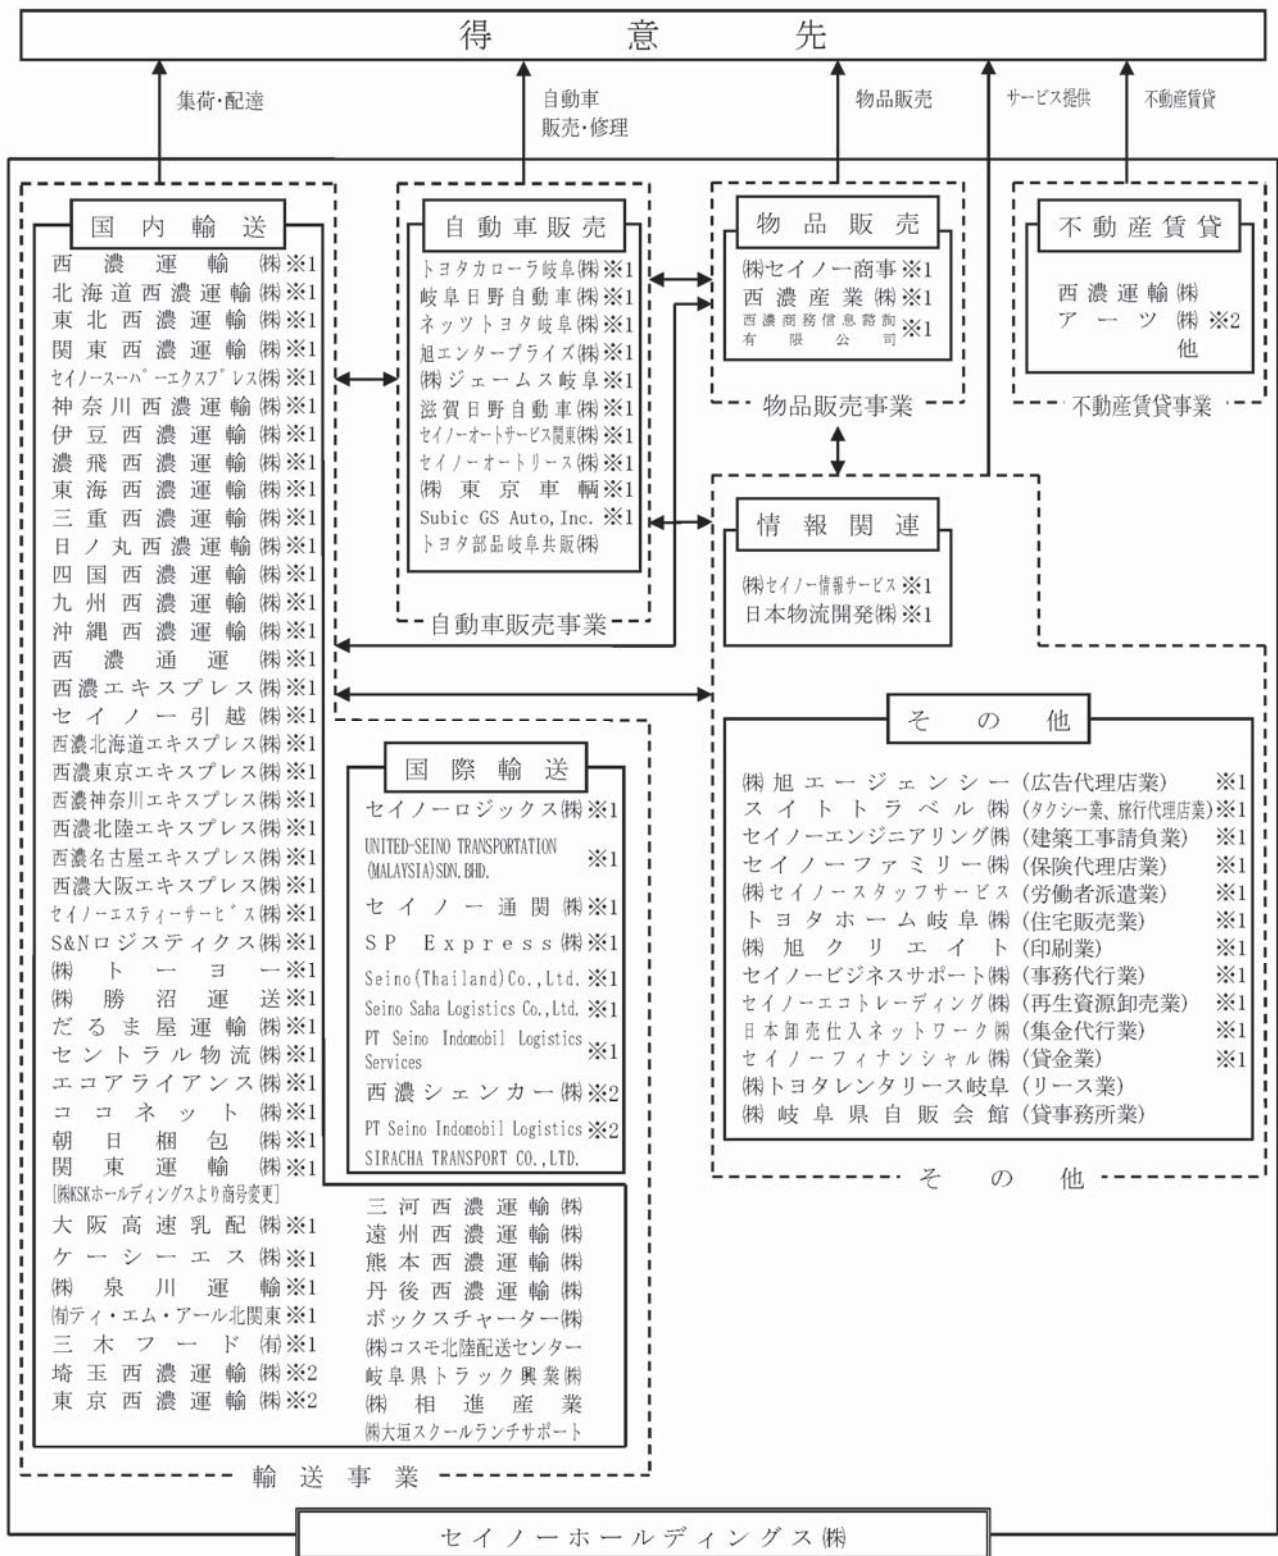 得意先
集荷・配達
自動車
販売・修理
物品販売
サービス提供
不動産賃貸
国内輸送
西濃運輸㈱※1
北海道西濃運輸㈱※1
東北西濃運輸㈱※1
関東西濃運輸㈱※1
セイノースーパーエクスプレス㈱※1
神奈川西濃運輸㈱※1
伊豆西濃運輸㈱※1
濃飛西濃運輸㈱※1
東海西濃運輸㈱※1
三重西濃運輸㈱※1
日ノ丸西濃運輸㈱※1
四国西濃運輸㈱※1
九州西濃運輸㈱※1
沖縄西濃運輸㈱※1
西濃通運㈱※1
西濃エキスプレス㈱※1
セイノー引越㈱※1
西濃北海道エキスプレス㈱※1
西濃東京エキスプレス㈱※1
西濃神奈川エキスプレス㈱※1
西濃北陸エキスプレス㈱※1
西濃名古屋エキスプレス㈱※1
西濃大阪エキスプレス㈱※1
セイノーエスティーサービス㈱※1
S&Nロジスティクス㈱※1
㈱トーヨー※1
㈱勝沼運送※1
だるま屋運輸㈱※1
セントラル物流㈱※1
エコアライアンス㈱※1
ココネット㈱※1
朝日梱包㈱※1
関東運輸㈱※1
[㈱KSKホールディングスより商号変更]
大阪高速乳配㈱※1
ケーシーエス㈱※1
㈱泉川運輸※1
㈲ティ・エム・アール北関東※1
三木フード㈲※1
埼玉西濃運輸㈱※2
東京西濃運輸㈱※2
三河西濃運輸㈱
遠州西濃運輸㈱
熊本西濃運輸㈱
丹後西濃運輸㈱
ボックスチャーター㈱
㈱コスモ北陸配送センター
岐阜県トラック興業㈱
㈱相進産業
㈱大垣スクールランチサポート
国際輸送
セイノーロジックス㈱※1
UNITED-SEINO TRANSPORTATION
(MALAYSIA)SDN.BHD. ※1
セイノー通関㈱※1
SP Express㈱※1
Seino(Thailand)Co.,Ltd.※1
Seino Saha Logistics Co.,Ltd.※1
PT Seino Indomobil Logistics
Services ※1
西濃シェンカー㈱※2
PT Seino Indomobil Logistics※2
SIRACHA TRANSPORT CO.,LTD.
輸送事業
自動車販売
トヨタカローラ岐阜㈱※1
岐阜日野自動車㈱※1
ネッツトヨタ岐阜㈱※1
旭エンタープライズ㈱※1
㈱ジェームス岐阜※1
滋賀日野自動車㈱※1
セイノーオートサービス関東㈱※1
セイノーオートリース㈱※1
㈱東京車輌※1
Subic GS Auto,Inc.※1
トヨタ部品岐阜共販㈱
自動車販売事業
物品販売
㈱セイノー商事※1
西濃産業㈱※1
西濃商務信息諮詢
有限公司※1
物品販売事業
不動産賃貸
西濃運輸㈱
アーツ㈱※2
他
不動産賃貸事業
情報関連
㈱セイノー情報サービス※1
日本物流開発㈱※1
その他
㈱旭エージェンシー(広告代理店業)※1
スイトトラベル㈱(タクシー業、旅行代理店業)※1
セイノーエンジニアリング㈱(建築工事請負業)※1
セイノーファミリー㈱(保険代理店業)※1
㈱セイノースタッフサービス(労働者派遣業)※1
トヨタホーム岐阜㈱(住宅販売業)※1
㈱旭クリエイト(印刷業)※1
セイノービジネスサポート㈱(事務代行業)※1
セイノーエコトレーディング㈱(再生資源卸売業)※1
日本卸売仕入ネットワーク㈱(集金代行業)※1
セイノーフィナンシャル㈱(貸金業)※1
㈱トヨタレンタリース岐阜(リース業)
㈱岐阜県自販会館(貸事務所業)
その他
セイノーホールディングス㈱